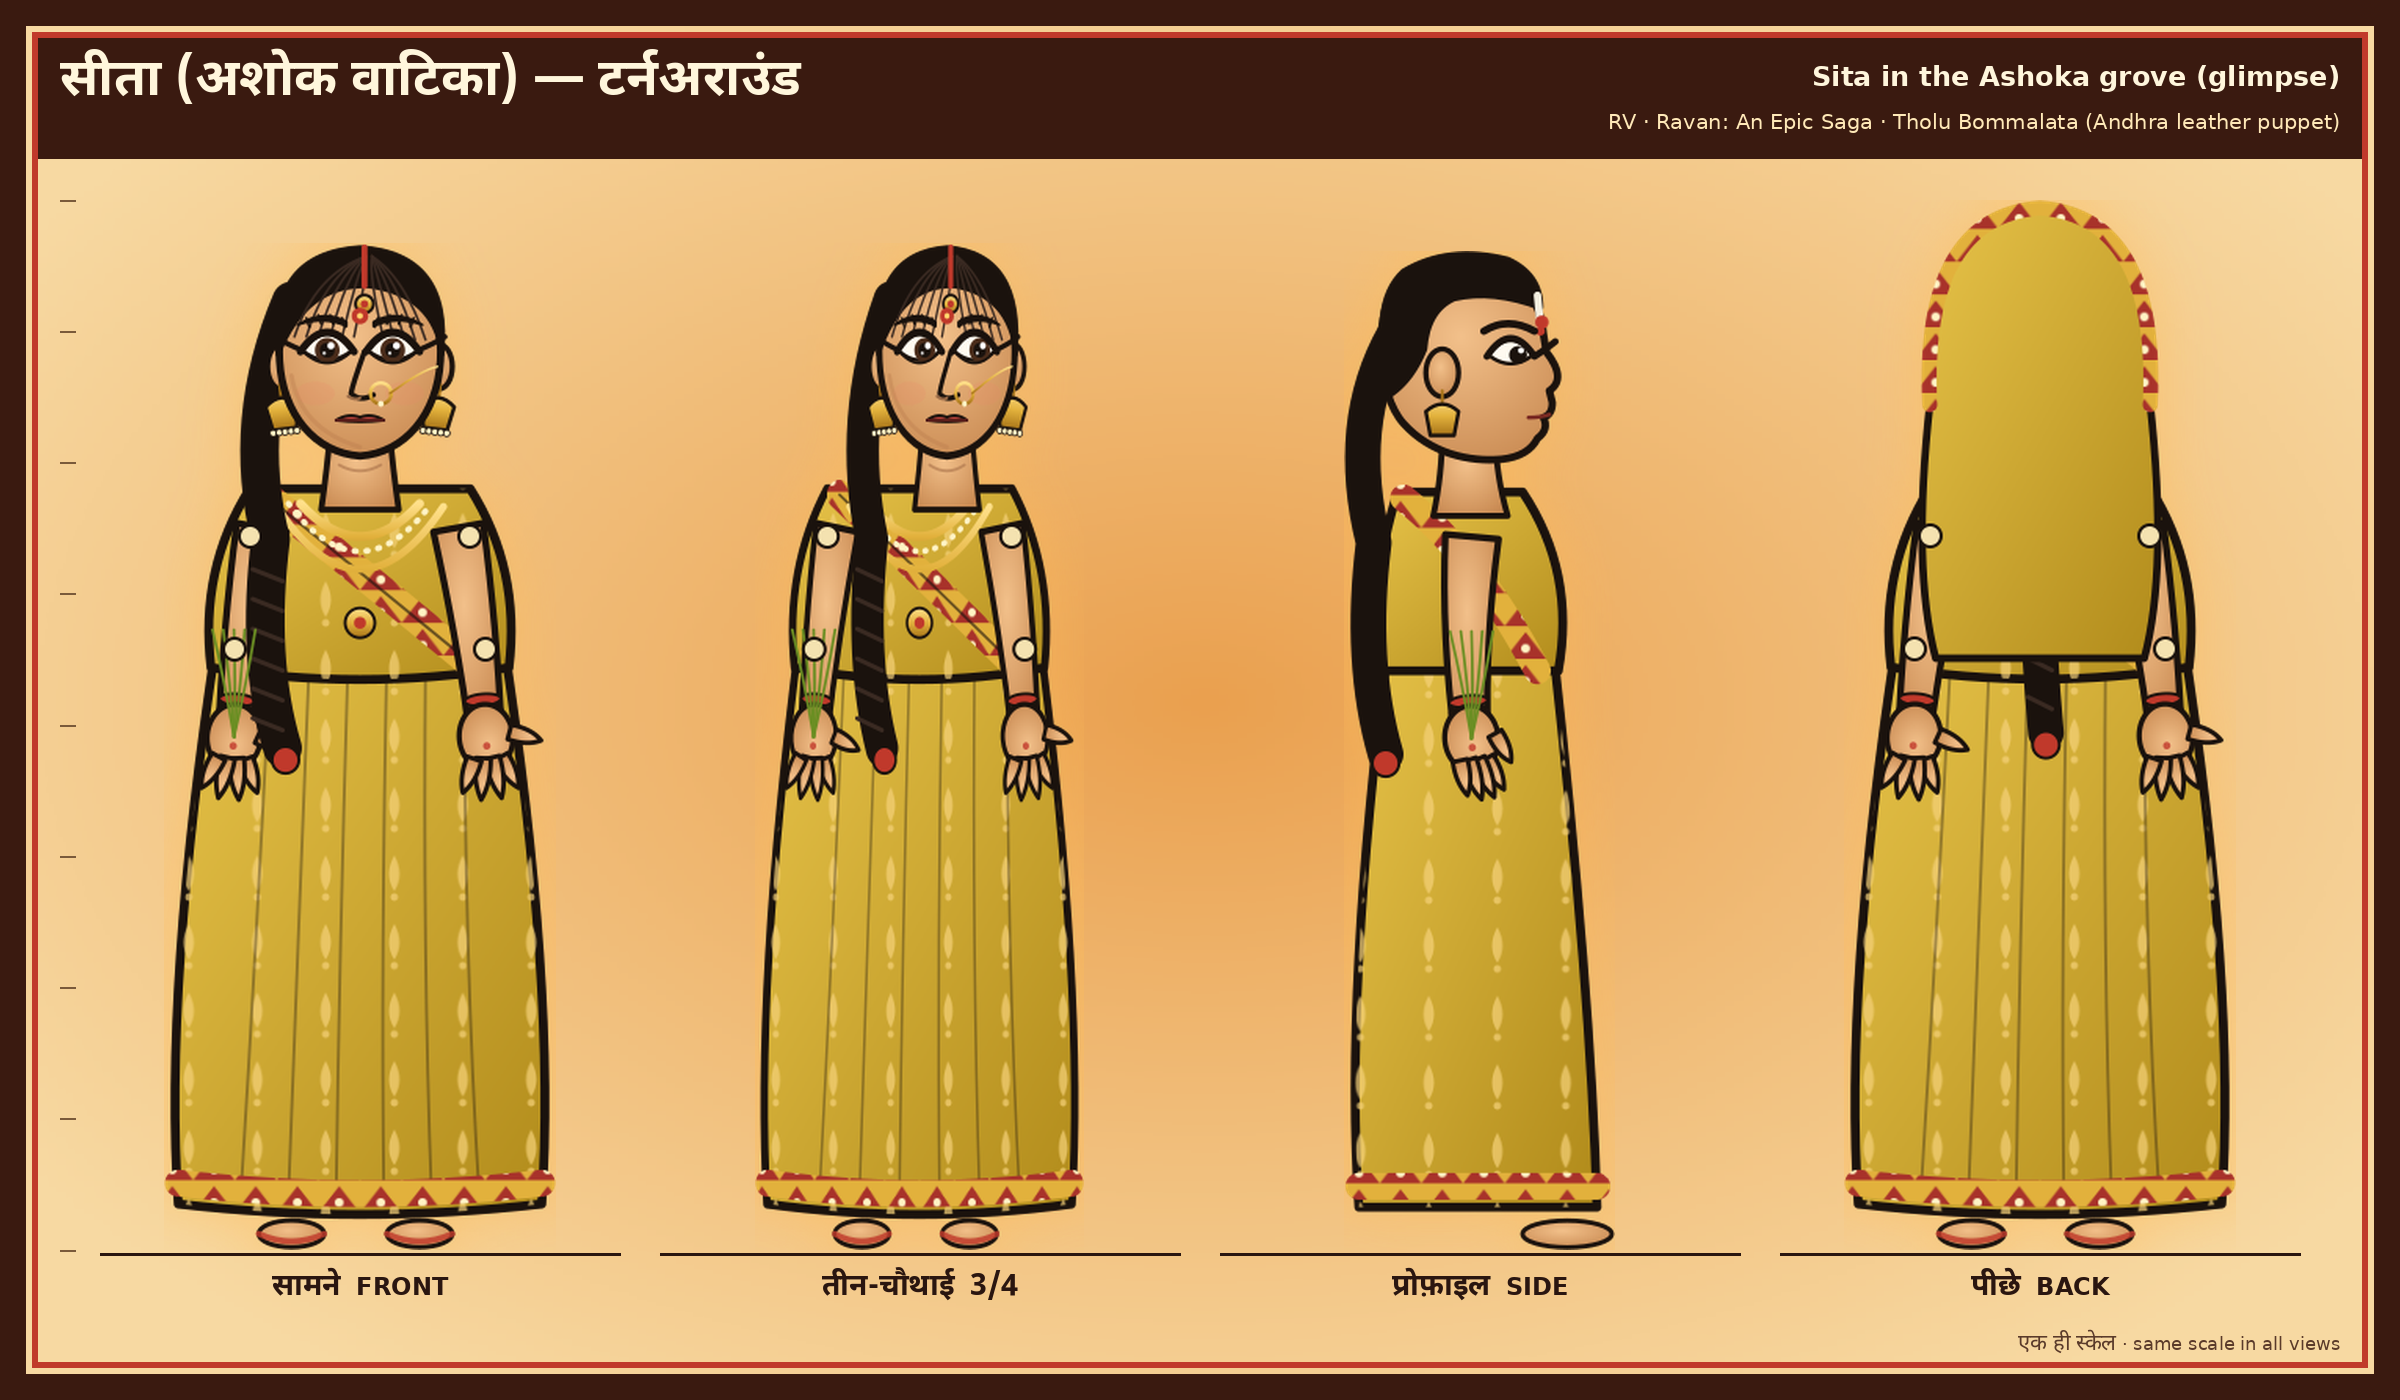 सीता (अशोक वाटिका) — टर्नअराउंड
Sita in the Ashoka grove (glimpse)
RV · Ravan: An Epic Saga · Tholu Bommalata (Andhra leather puppet)
सामने FRONT
तीन-चौथाई 3/4
प्रोफ़ाइल SIDE
पीछे BACK
एक ही स्केल · same scale in all views